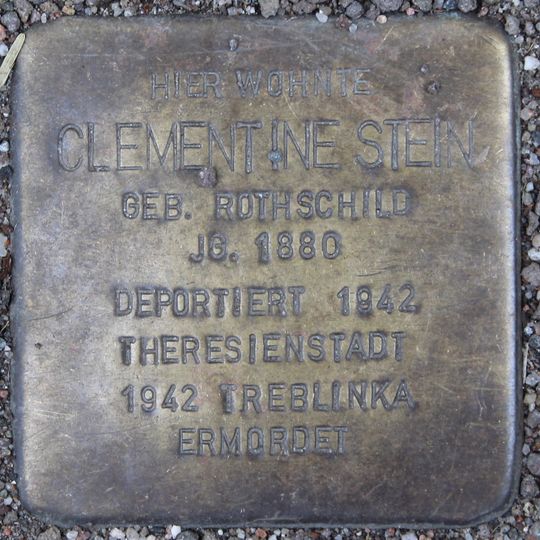 HIER WOHNTE
CLEMENTINE STEIN
GEB. ROTHSCHILD
JG. 1880
DEPORTIERT 1942
THERESIENSTADT
1942 TREBLINKA
ERMORDET